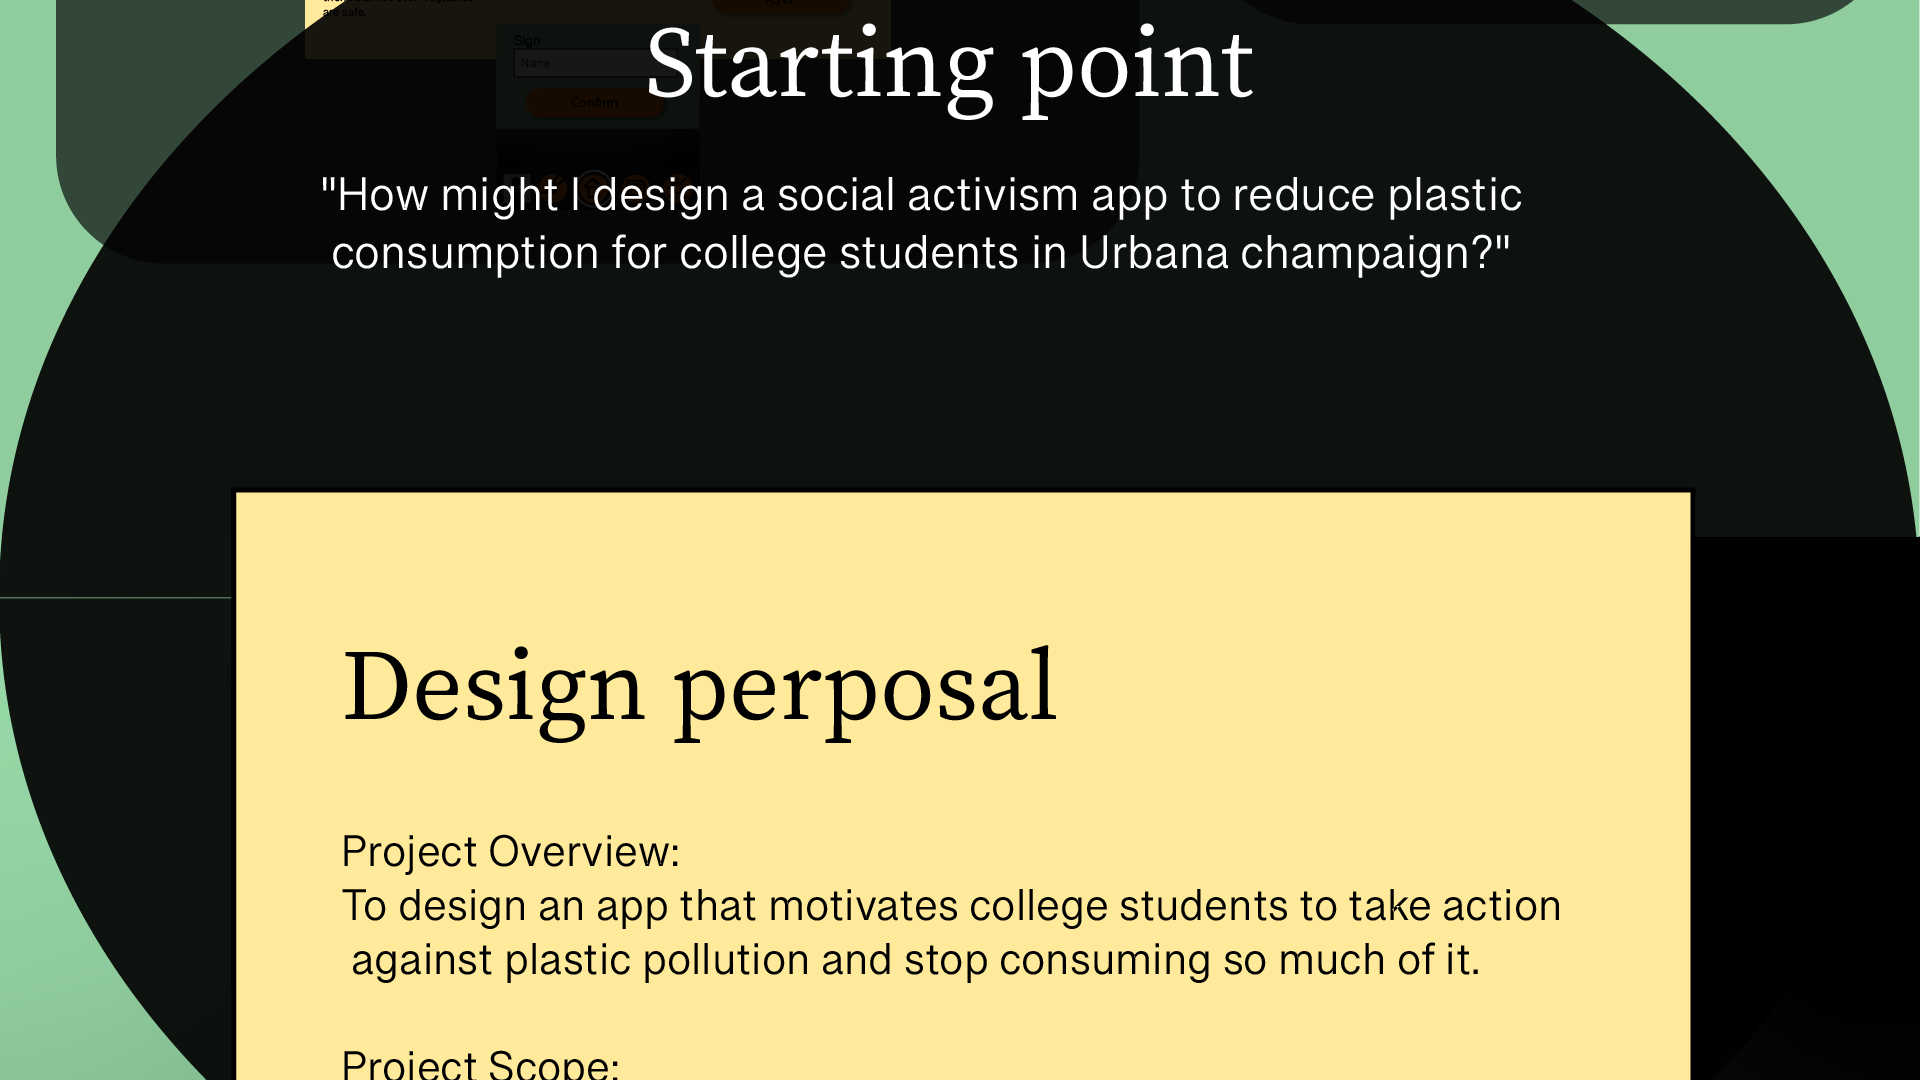 are safe.
Sign
Name
Confirm
Starting point
"How might I design a social activism app to reduce plastic
consumption for college students in Urbana champaign?"
Design perposal
Project Overview:
To design an app that motivates college students to take action
against plastic pollution and stop consuming so much of it.
Project Scope: